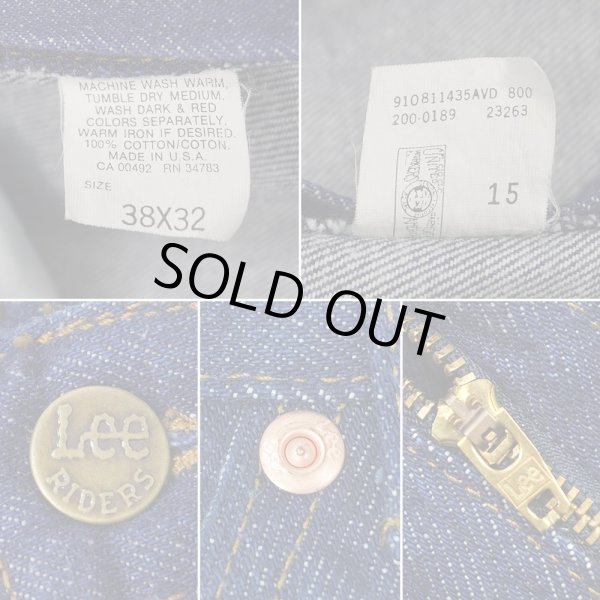 MACHINE WASH WARM,
TUMBLE DRY MEDIUM.
WASH DARK & RED
COLORS SEPARATELY.
WARM IRON IF DESIRED.
100% COTTON/COTON.
MADE IN U.S.A.
CA 00492 RN 34783
SIZE
38X32
910811435AVD 800
200-0189 23263
15
SOLD OUT
Lee
RIDERS
Lee